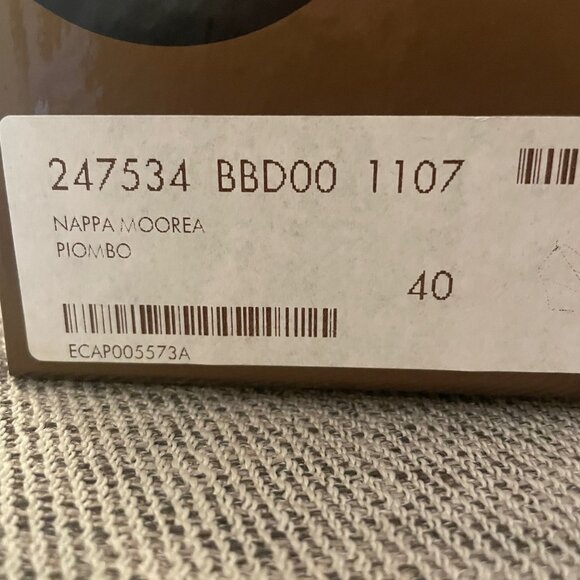 247534 BBD00 1107
NAPPA MOOREA
PIOMBO
40
ECAP005573A